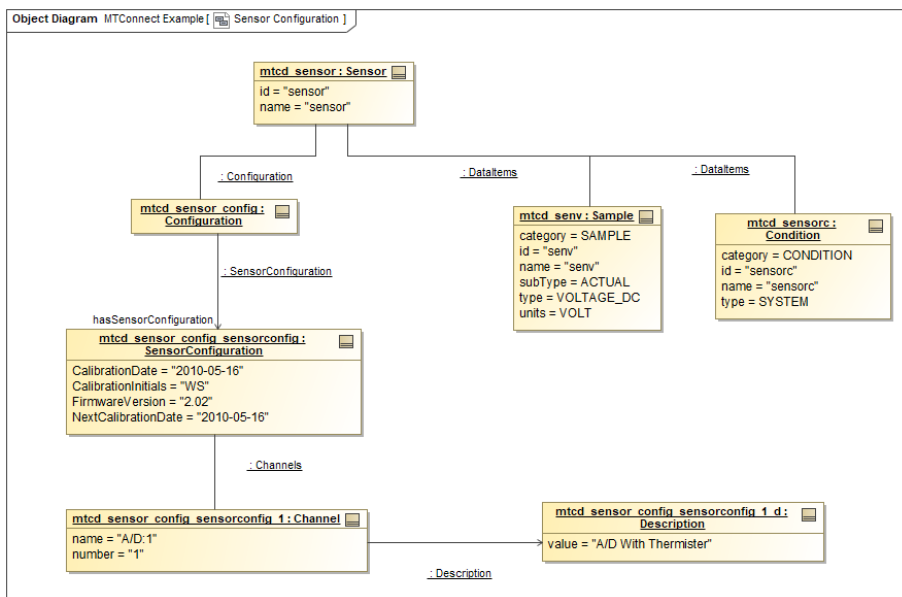 Object Diagram MTConnect Example [ Sensor Configuration ]
mtcd_sensor : Sensor
id = "sensor"
name = "sensor"
: Configuration
: DataItems
: DataItems
mtcd_sensor_config :
Configuration
mtcd_senv : Sample
category = SAMPLE
id = "senv"
name = "senv"
subType = ACTUAL
type = VOLTAGE_DC
units = VOLT
mtcd_sensorc :
Condition
category = CONDITION
id = "sensorc"
name = "sensorc"
type = SYSTEM
: SensorConfiguration
hasSensorConfiguration
mtcd_sensor_config_sensorconfig :
SensorConfiguration
CalibrationDate = "2010-05-16"
CalibrationInitials = "WS"
FirmwareVersion = "2.02"
NextCalibrationDate = "2010-05-16"
: Channels
mtcd_sensor_config_sensorconfig_1 : Channel
name = "A/D:1"
number = "1"
mtcd_sensor_config_sensorconfig_1_d :
Description
value = "A/D With Thermister"
: Description